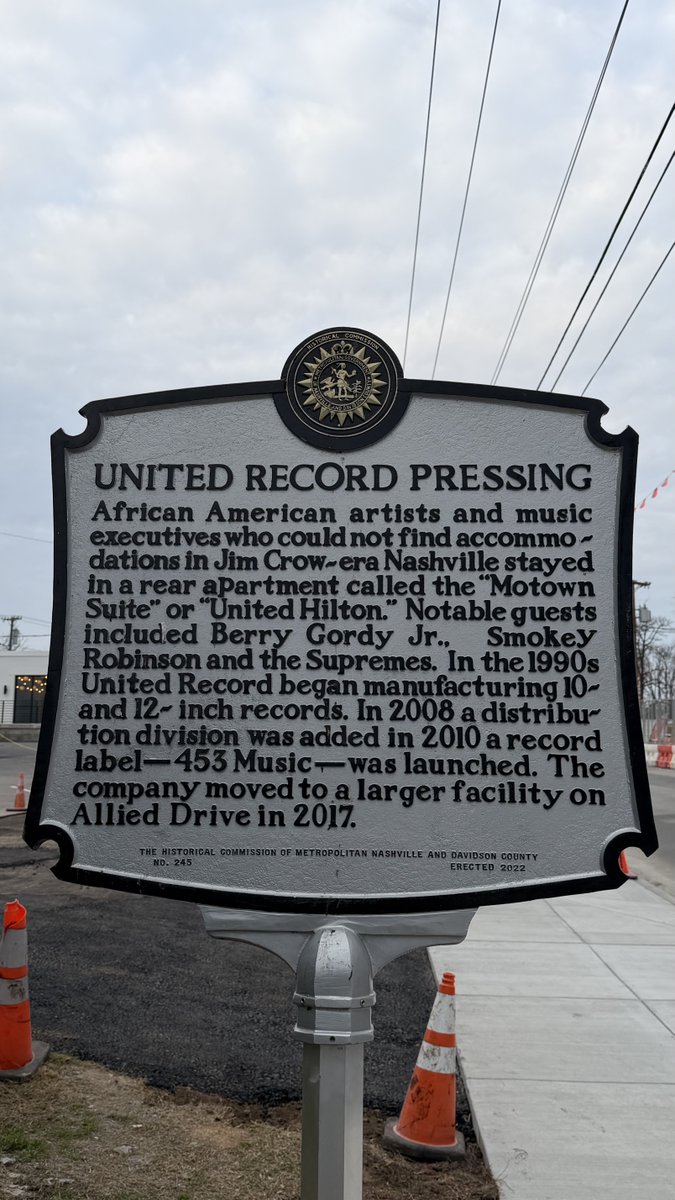 HISTORICAL COMMISSION
UNITED RECORD PRESSING
African American artists and music
executives who could not find accommo-
dations in Jim Crow-era Nashville stayed
in a rear apartment called the "Motown
Suite" or "United Hilton." Notable guests
included Berry Gordy Jr., Smokey
Robinson and the Supremes. In the 1990s
United Record began manufacturing 10-
and 12-inch records. In 2008 a distribu-
tion division was added in 2010 a record
label—453 Music—was launched. The
company moved to a larger facility on
Allied Drive in 2017.
THE HISTORICAL COMMISSION OF METROPOLITAN NASHVILLE AND DAVIDSON COUNTY
NO. 245 ERECTED 2022